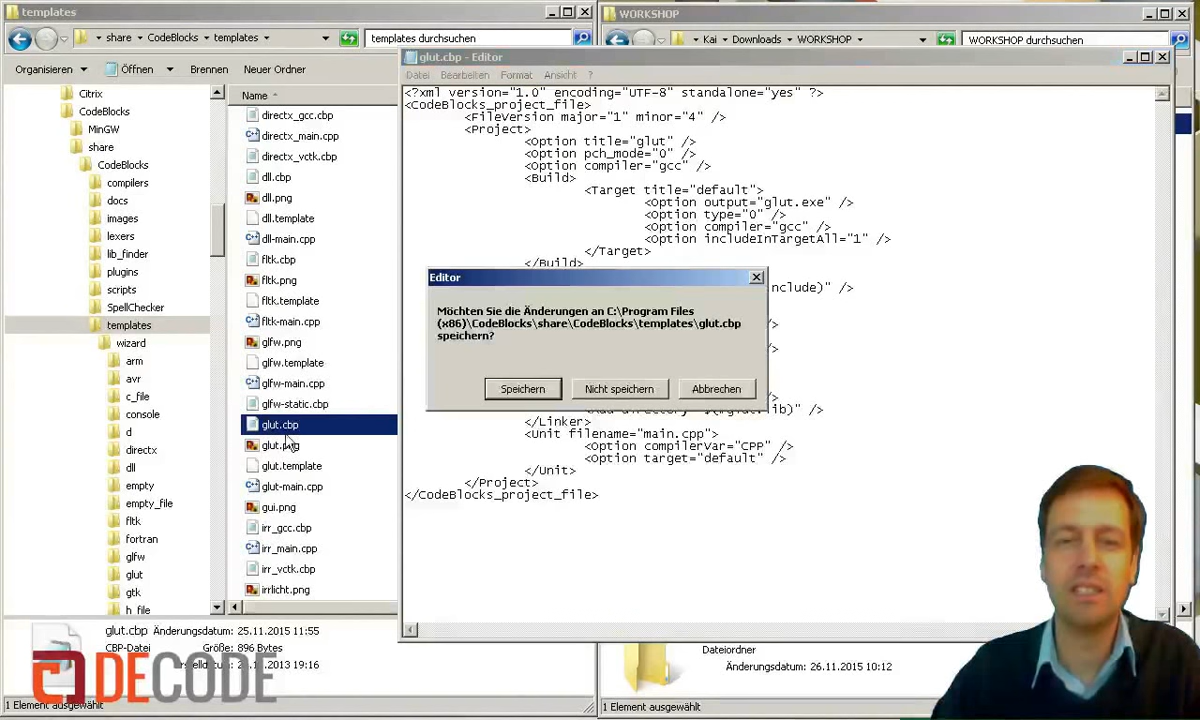 templates
share
CodeBlocks
templates
templates durchsuchen
Organisieren
Öffnen
Brennen
Neuer Ordner
Citrix
CodeBlocks
MinGW
share
CodeBlocks
compilers
docs
images
lexers
lib_finder
plugins
scripts
SpellChecker
templates
wizard
arm
avr
c_file
console
d
directx
dll
empty
empty_file
fltk
fortran
glfw
glut
gtk
h_file
Name
directx_gcc.cbp
directx_main.cpp
directx_vctk.cbp
dll.cbp
dll.png
dll.template
dll-main.cpp
fltk.cbp
fltk.png
fltk.template
fltk-main.cpp
glfw.png
glfw.template
glfw-main.cpp
glfw-static.cbp
glut.cbp
glut.png
glut.template
glut-main.cpp
gui.png
irr_gcc.cbp
irr_main.cpp
irr_vctk.cbp
irrlicht.png
glut.cbp Änderungsdatum: 25.11.2015 11:55
CBP-Datei Größe: 896 Bytes
19:16
DECODE
1 Element ausgewählt
WORKSHOP
Kai
Downloads
WORKSHOP
WORKSHOP durchsuchen
glut.cbp - Editor
Datei Bearbeiten Format Ansicht ?
<?xml version="1.0" encoding="UTF-8" standalone="yes" ?>
<CodeBlocks_project_file>
<FileVersion major="1" minor="4" />
<Project>
<Option title="glut" />
<Option pch_mode="0" />
<Option compiler="gcc" />
<Build>
<Target title="default">
<Option output="glut.exe" />
<Option type="0" />
<Option compiler="gcc" />
<Option includeInTargetAll="1" />
</Target>
</Build>
include)" />
/>
/>
/>
lib)" />
</Linker>
<Unit filename="main.cpp">
<Option compilerVar="CPP" />
<Option target="default" />
</Unit>
</Project>
</CodeBlocks_project_file>
Editor
Möchten Sie die Änderungen an C:\Program Files
(x86)\CodeBlocks\share\CodeBlocks\templates\glut.cbp
speichern?
Speichern
Nicht speichern
Abbrechen
Dateiordner
Änderungsdatum: 26.11.2015 10:12
1 Element ausgewählt